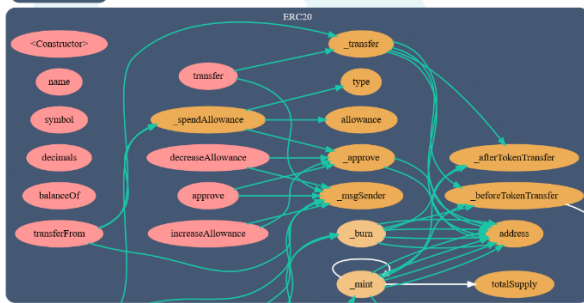 ERC20
<Constructor>
_transfer
name
transfer
type
symbol
_spendAllowance
allowance
decimals
decreaseAllowance
_approve
_afterTokenTransfer
balanceOf
approve
_msgSender
_beforeTokenTransfer
transferFrom
increaseAllowance
_burn
address
_mint
totalSupply